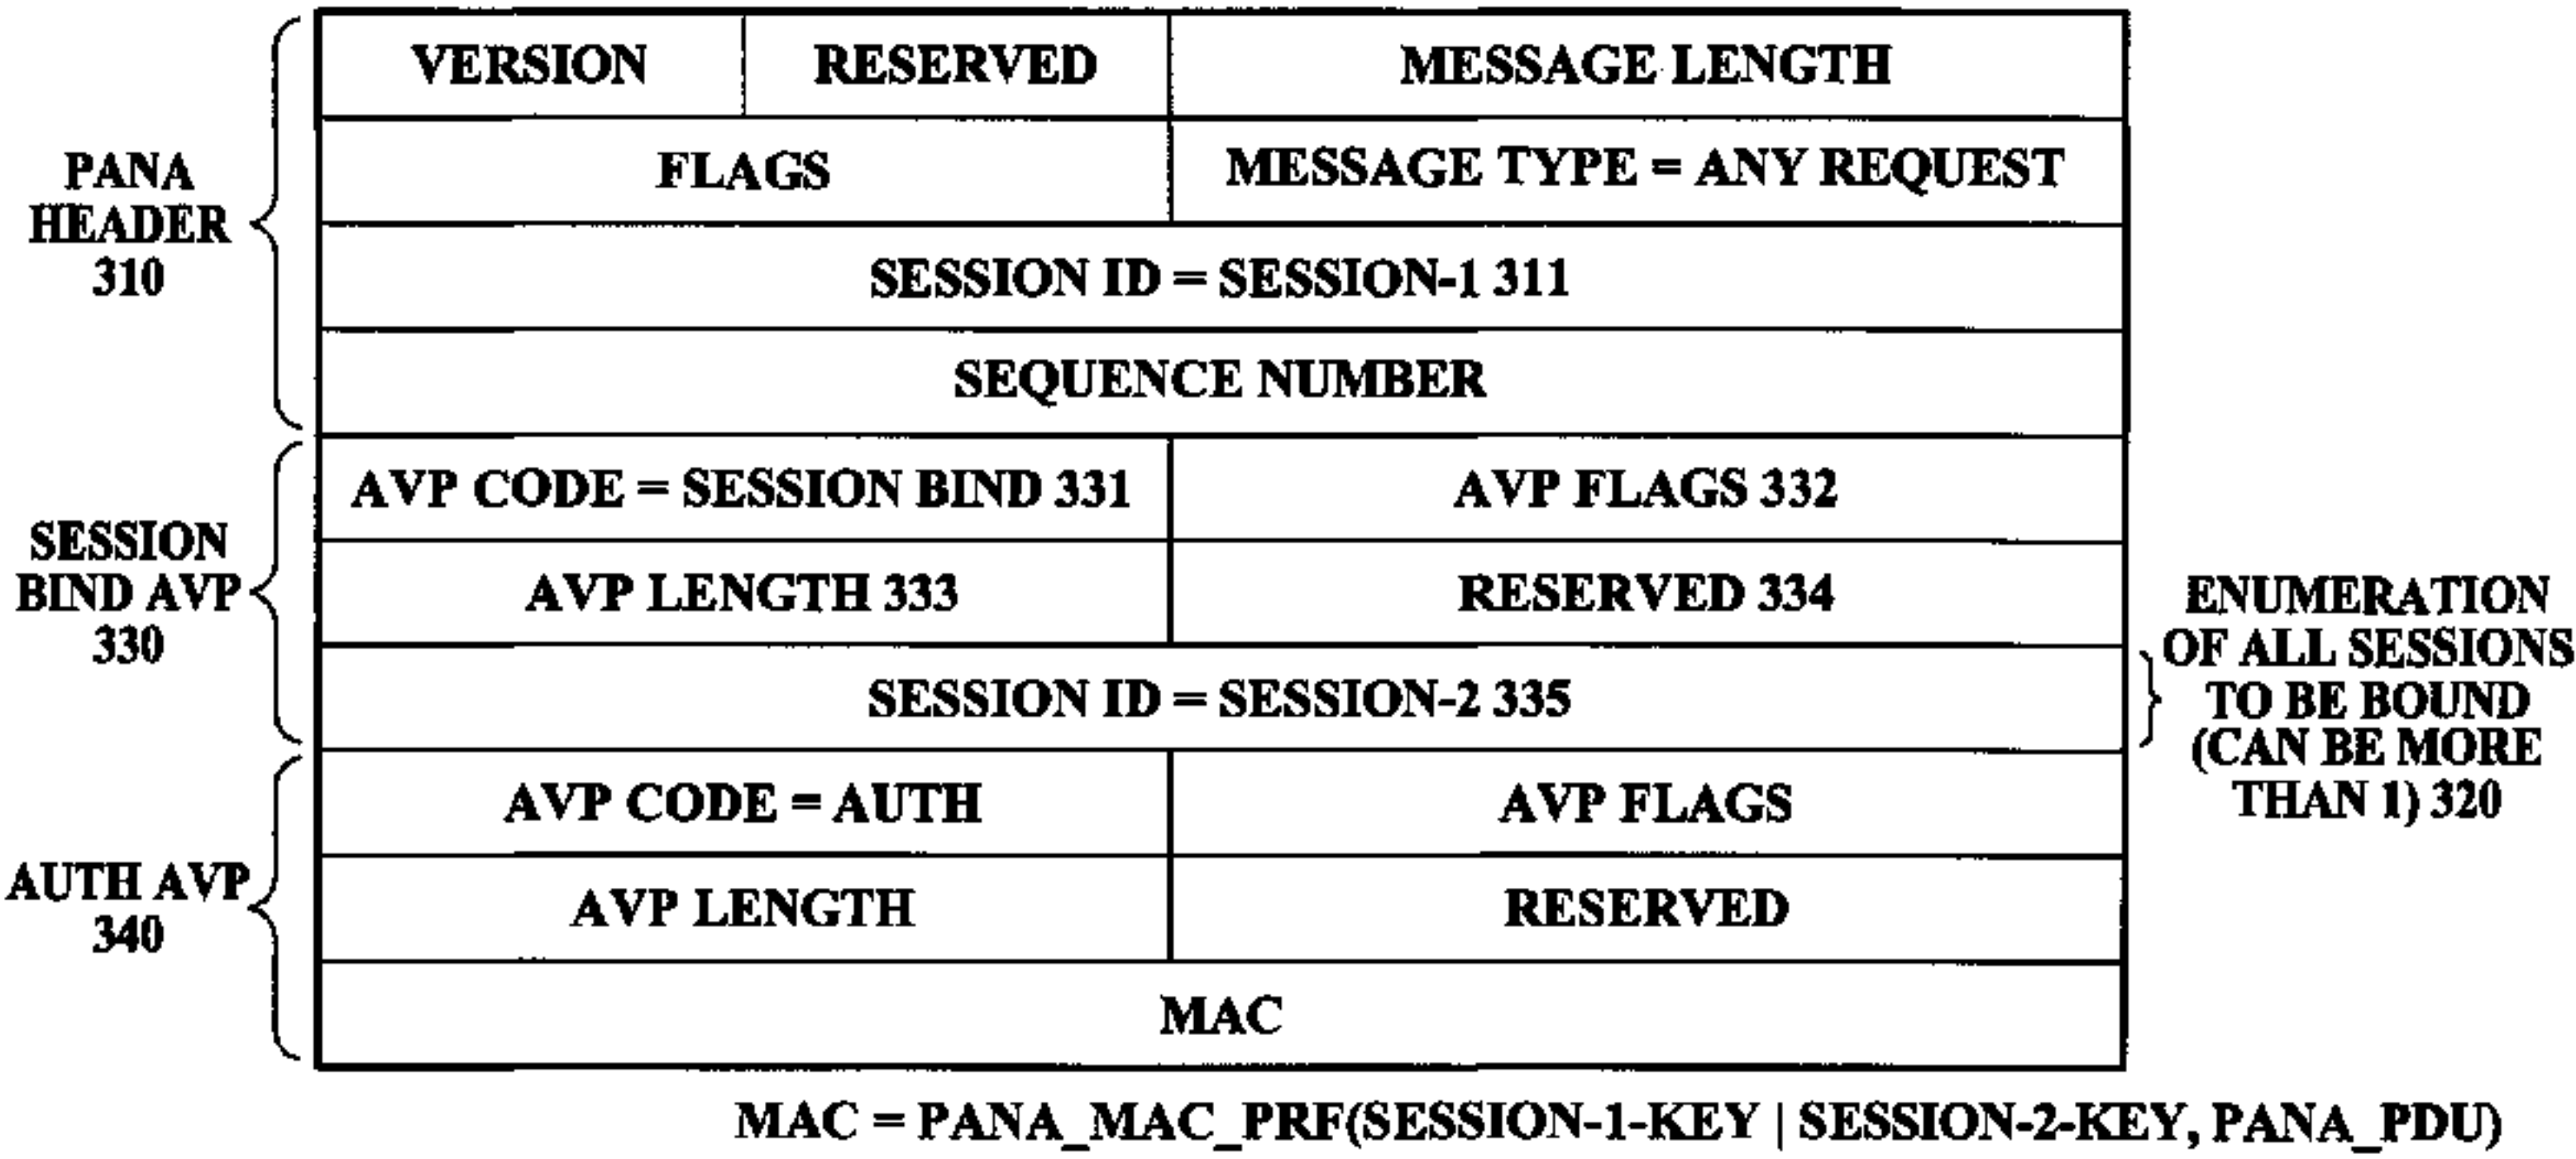 VERSION RESERVED MESSAGE LENGTH
FLAGS MESSAGE TYPE = ANY REQUEST
PANA
HEADER
310
SESSION ID = SESSION-1 311
SEQUENCE NUMBER
AVP CODE = SESSION BIND 331 AVP FLAGS 332
SESSION
BIND AVP
330
AVP LENGTH 333 RESERVED 334
SESSION ID = SESSION-2 335
ENUMERATION
OF ALL SESSIONS
TO BE BOUND
(CAN BE MORE
THAN 1) 320
AVP CODE = AUTH AVP FLAGS
AUTH AVP
340
AVP LENGTH RESERVED
MAC
MAC = PANA_MAC_PRF(SESSION-1-KEY | SESSION-2-KEY, PANA_PDU)